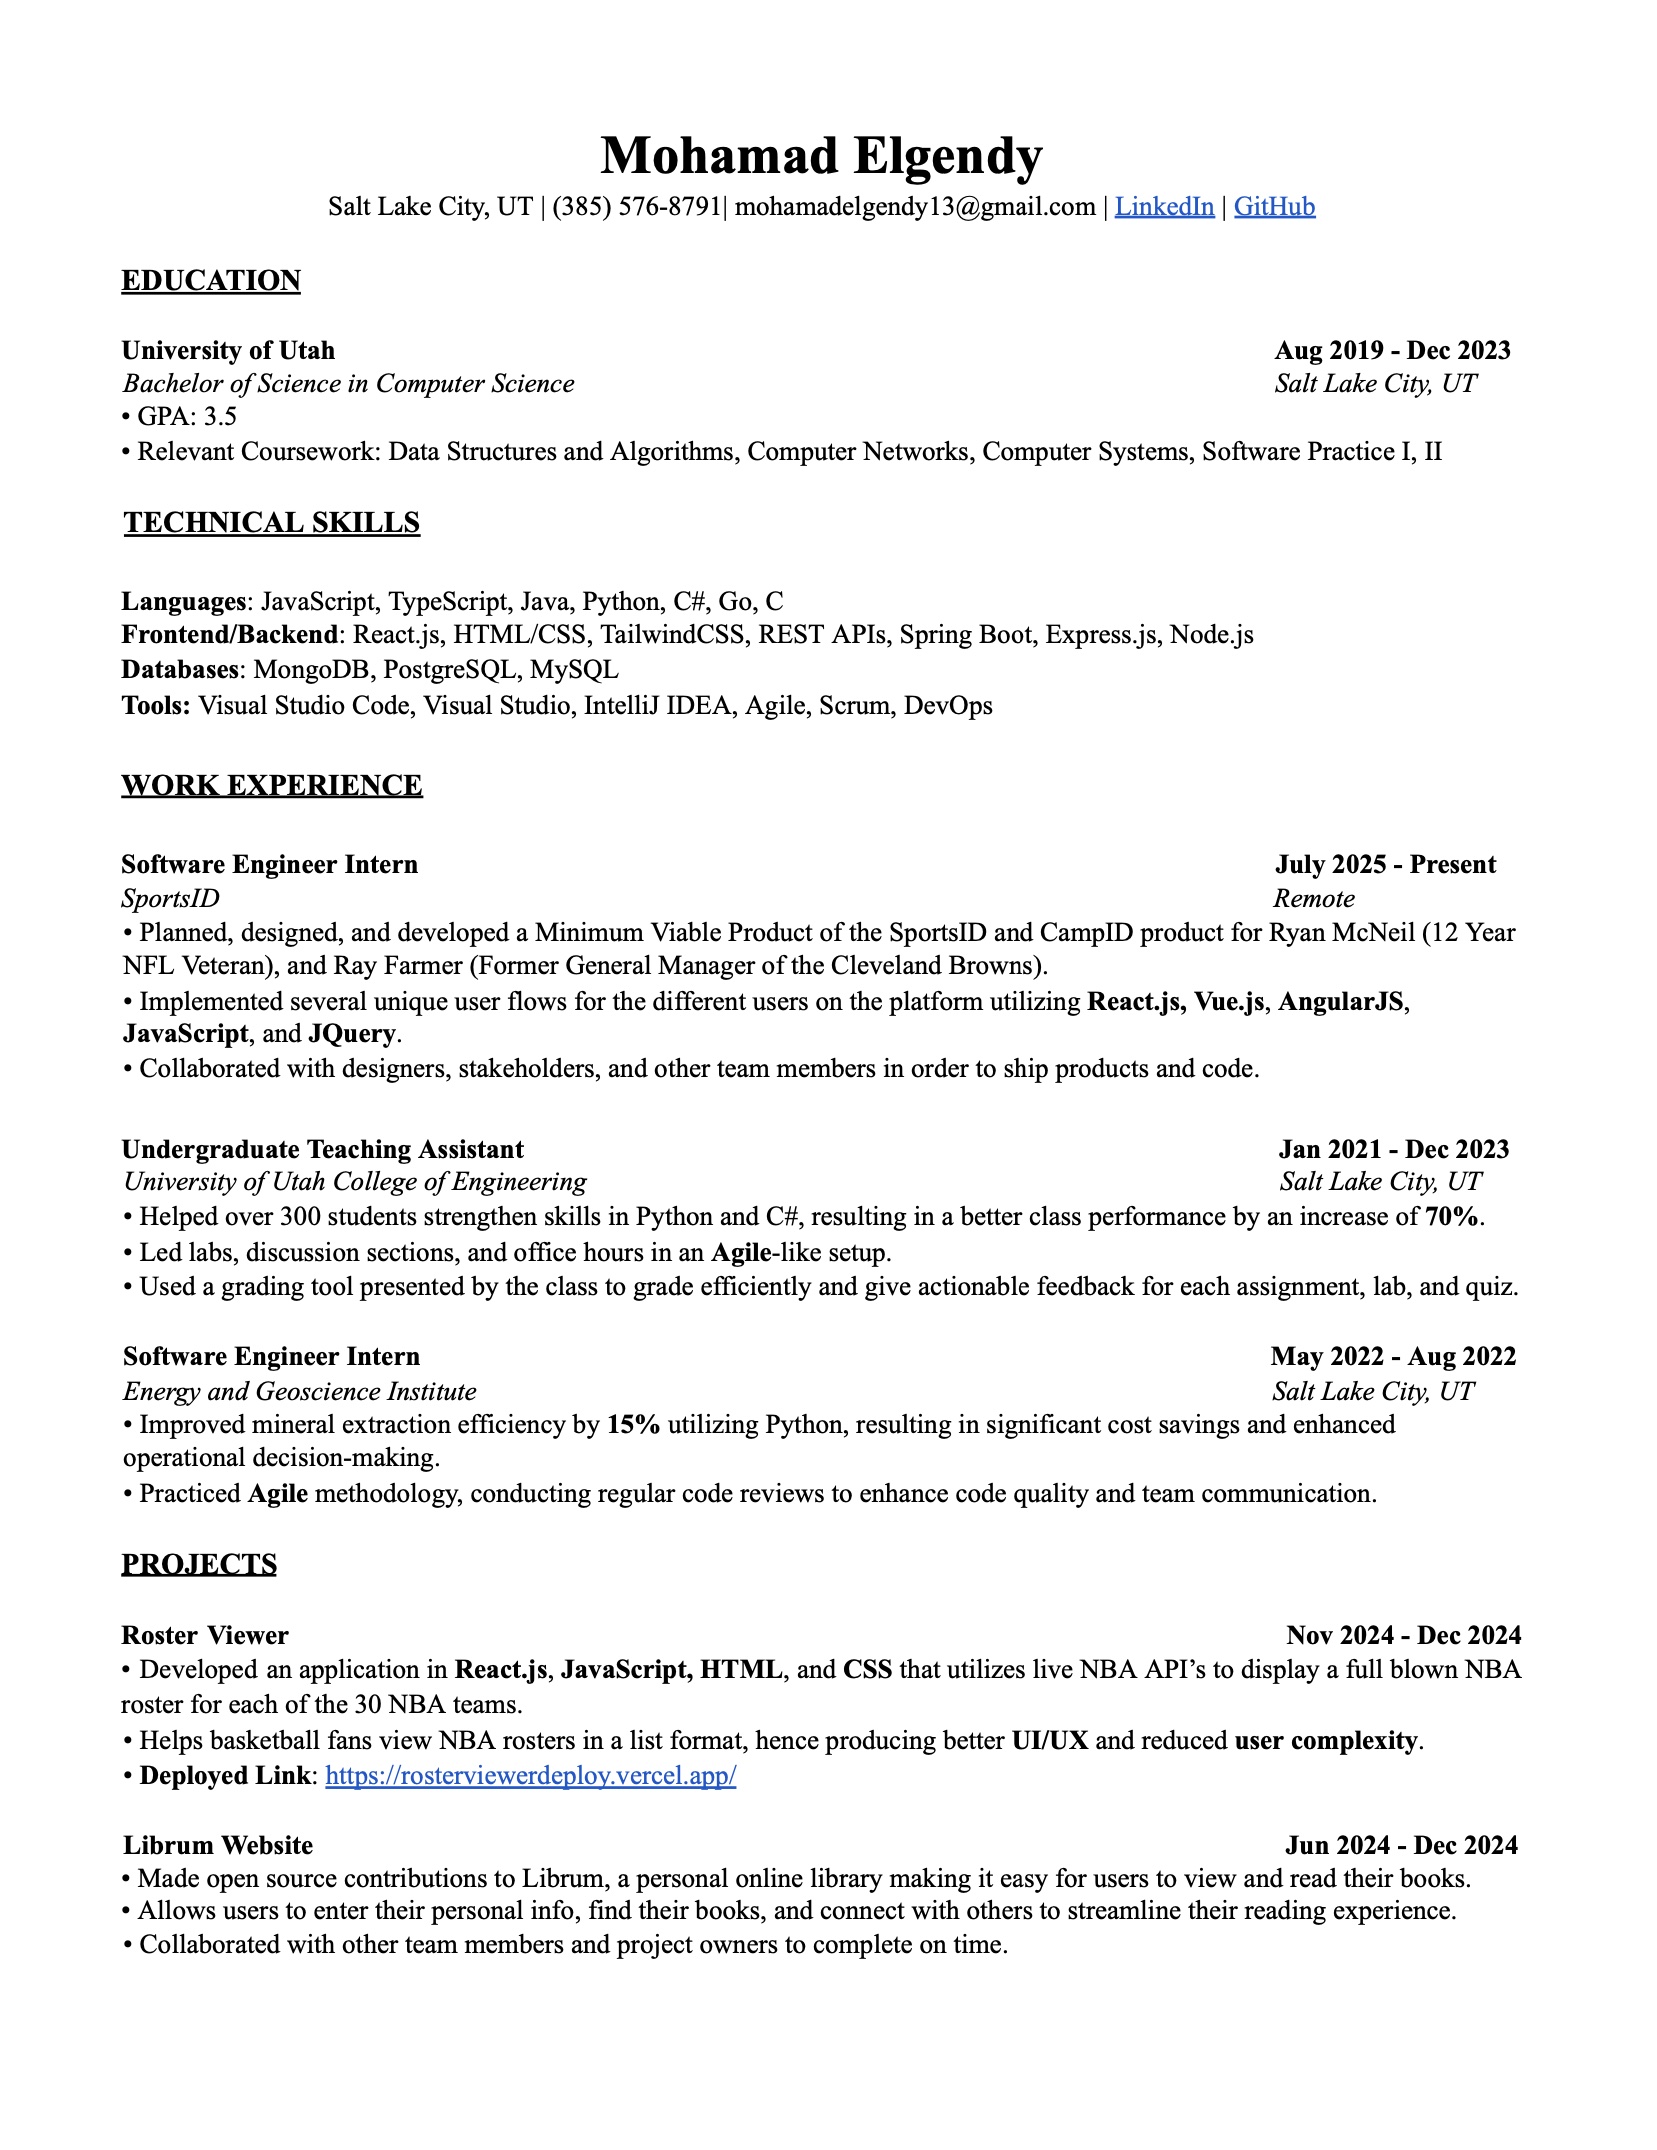 Mohamad Elgendy
Salt Lake City, UT | (385) 576-8791| mohamadelgendy13@gmail.com | LinkedIn | GitHub
EDUCATION
University of Utah Aug 2019 - Dec 2023
Bachelor of Science in Computer Science Salt Lake City, UT
• GPA: 3.5
• Relevant Coursework: Data Structures and Algorithms, Computer Networks, Computer Systems, Software Practice I, II
TECHNICAL SKILLS
Languages: JavaScript, TypeScript, Java, Python, C#, Go, C
Frontend/Backend: React.js, HTML/CSS, TailwindCSS, REST APIs, Spring Boot, Express.js, Node.js
Databases: MongoDB, PostgreSQL, MySQL
Tools: Visual Studio Code, Visual Studio, IntelliJ IDEA, Agile, Scrum, DevOps
WORK EXPERIENCE
Software Engineer Intern July 2025 - Present
SportsID Remote
• Planned, designed, and developed a Minimum Viable Product of the SportsID and CampID product for Ryan McNeil (12 Year
NFL Veteran), and Ray Farmer (Former General Manager of the Cleveland Browns).
• Implemented several unique user flows for the different users on the platform utilizing React.js, Vue.js, AngularJS,
JavaScript, and JQuery.
• Collaborated with designers, stakeholders, and other team members in order to ship products and code.
Undergraduate Teaching Assistant Jan 2021 - Dec 2023
University of Utah College of Engineering Salt Lake City, UT
• Helped over 300 students strengthen skills in Python and C#, resulting in a better class performance by an increase of 70%.
• Led labs, discussion sections, and office hours in an Agile-like setup.
• Used a grading tool presented by the class to grade efficiently and give actionable feedback for each assignment, lab, and quiz.
Software Engineer Intern May 2022 - Aug 2022
Energy and Geoscience Institute Salt Lake City, UT
• Improved mineral extraction efficiency by 15% utilizing Python, resulting in significant cost savings and enhanced
operational decision-making.
• Practiced Agile methodology, conducting regular code reviews to enhance code quality and team communication.
PROJECTS
Roster Viewer Nov 2024 - Dec 2024
• Developed an application in React.js, JavaScript, HTML, and CSS that utilizes live NBA API’s to display a full blown NBA
roster for each of the 30 NBA teams.
• Helps basketball fans view NBA rosters in a list format, hence producing better UI/UX and reduced user complexity.
• Deployed Link: https://rosterviewerdeploy.vercel.app/
Librum Website Jun 2024 - Dec 2024
• Made open source contributions to Librum, a personal online library making it easy for users to view and read their books.
• Allows users to enter their personal info, find their books, and connect with others to streamline their reading experience.
• Collaborated with other team members and project owners to complete on time.